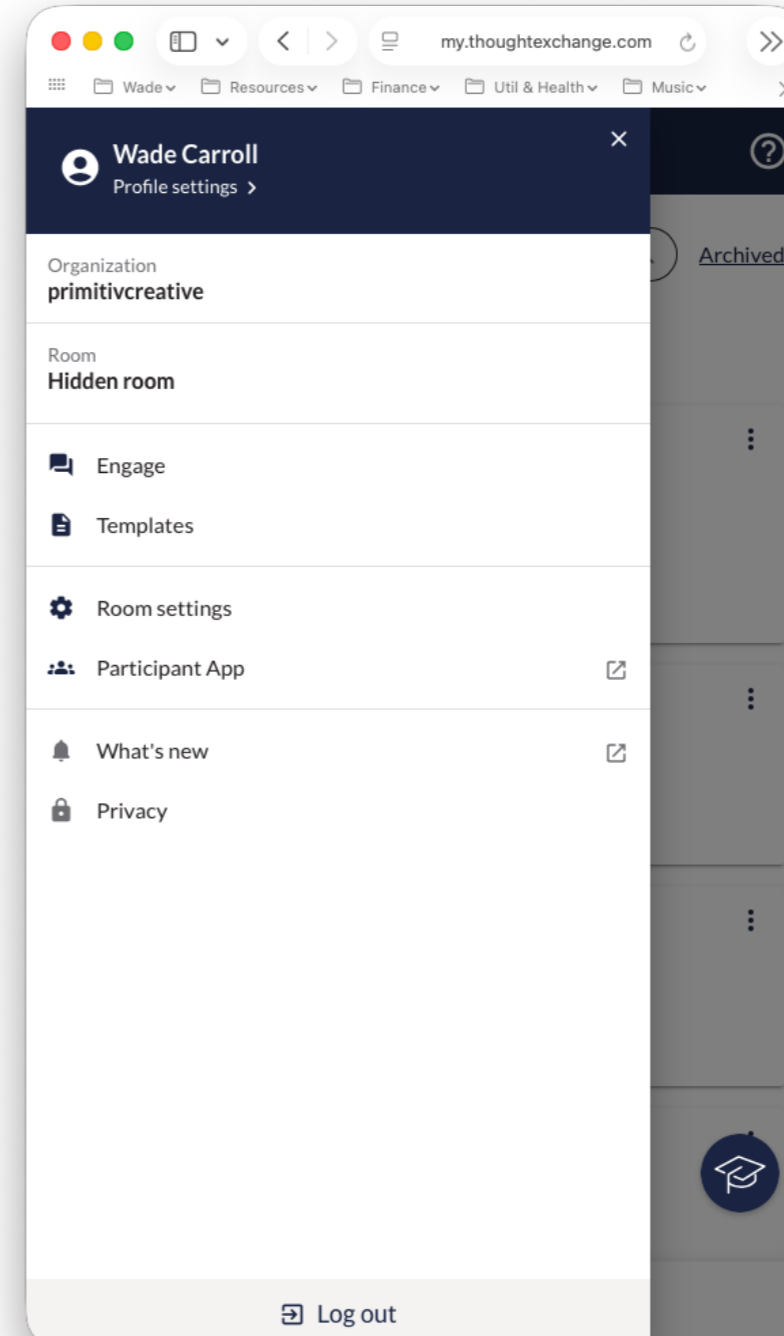 my.thoughtexchange.com
Wade Resources Finance Util & Health Music
Wade Carroll
Profile settings
Archived
Organization
primitivcreative
Room
Hidden room
Engage
Templates
Room settings
Participant App
What's new
Privacy
Log out